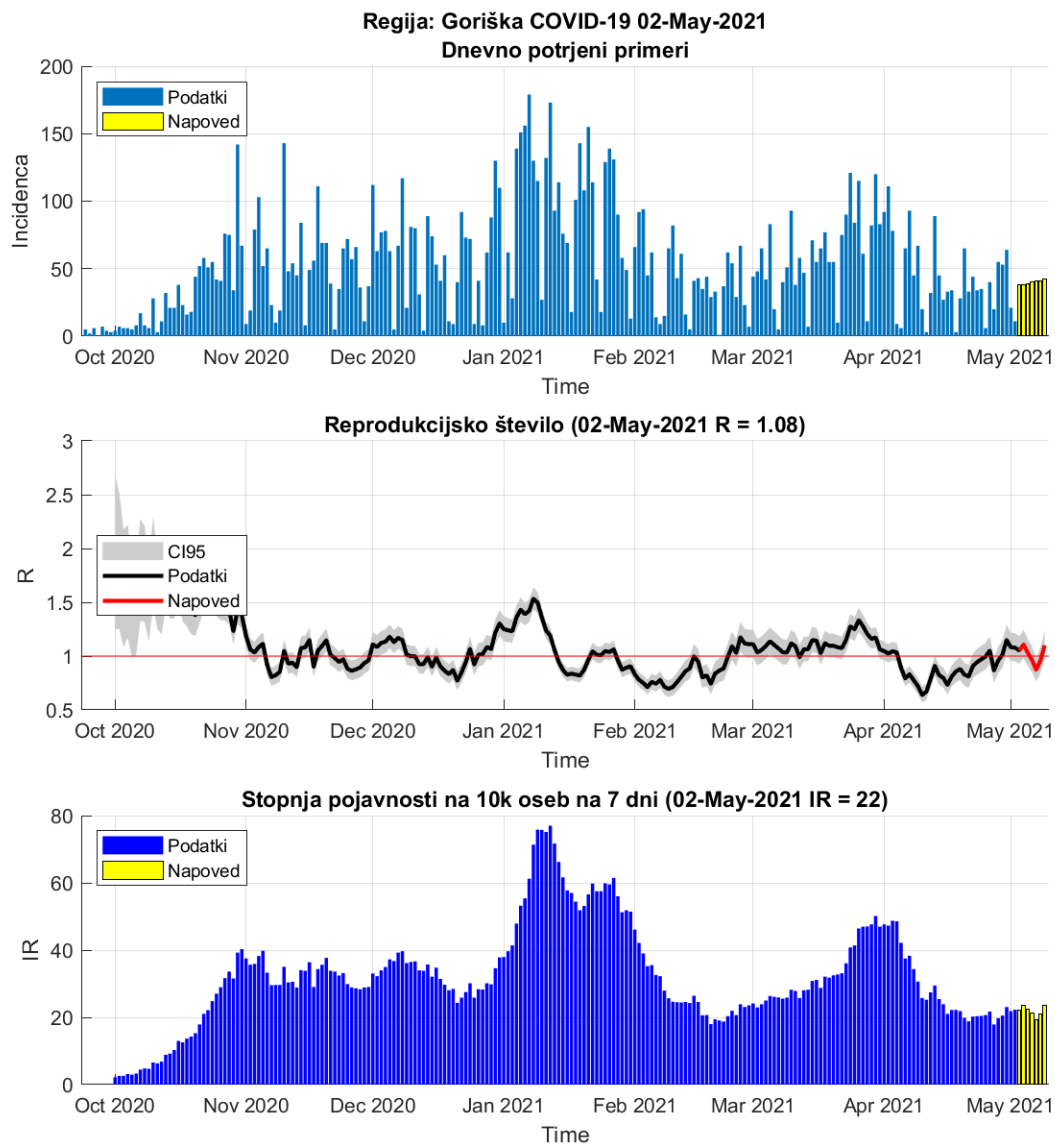 Regija: Goriška COVID-19 02-May-2021
Dnevno potrjeni primeri
200
150
100
50
0
Incidenca
Podatki
Napoved
Oct 2020 Nov 2020 Dec 2020 Jan 2021 Feb 2021 Mar 2021 Apr 2021 May 2021
Time
Reprodukcijsko število (02-May-2021 R = 1.08)
3
2.5
2
1.5
1
0.5
R
CI95
Podatki
Napoved
Oct 2020 Nov 2020 Dec 2020 Jan 2021 Feb 2021 Mar 2021 Apr 2021 May 2021
Time
Stopnja pojavnosti na 10k oseb na 7 dni (02-May-2021 IR = 22)
80
60
40
20
0
IR
Podatki
Napoved
Oct 2020 Nov 2020 Dec 2020 Jan 2021 Feb 2021 Mar 2021 Apr 2021 May 2021
Time